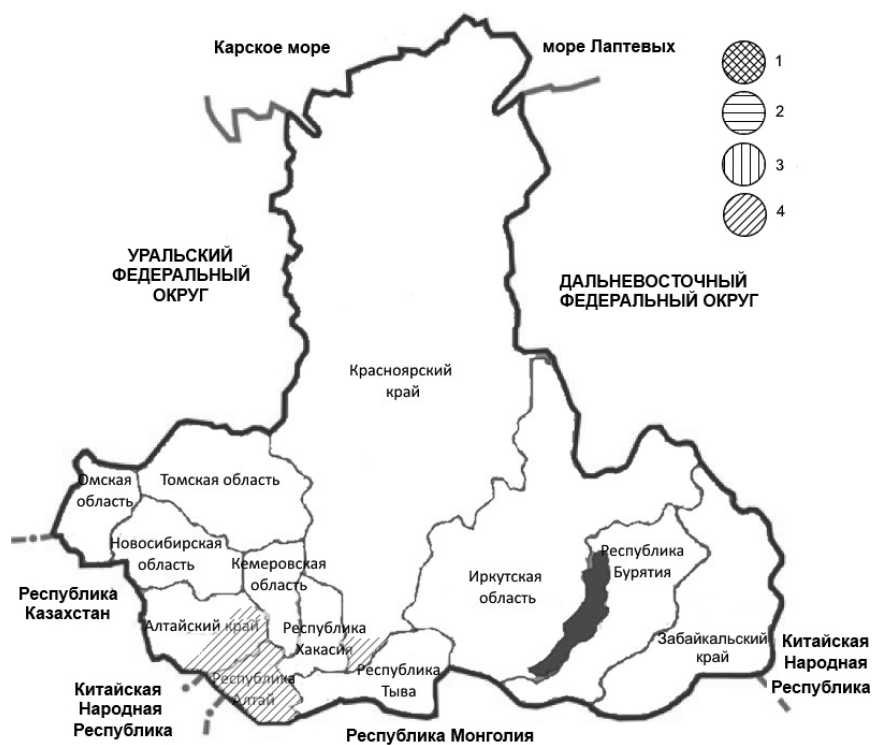 Карское море
море Лаптевых
1
2
3
4
УРАЛЬСКИЙ
ФЕДЕРАЛЬНЫЙ
ОКРУГ
ДАЛЬНЕВОСТОЧНЫЙ
ФЕДЕРАЛЬНЫЙ ОКРУГ
Красноярский
край
Омская
область
Томская область
Новосибирская
область
Кемеровская
область
Республика
Бурятия
Иркутская
область
Республика
Казахстан
Алтайский край
Республика
Хакасия
Забайкальский
край
Китайская
Народная
Республика
Республика
Тыва
Республика
Алтай
Китайская
Народная
Республика
Республика Монголия